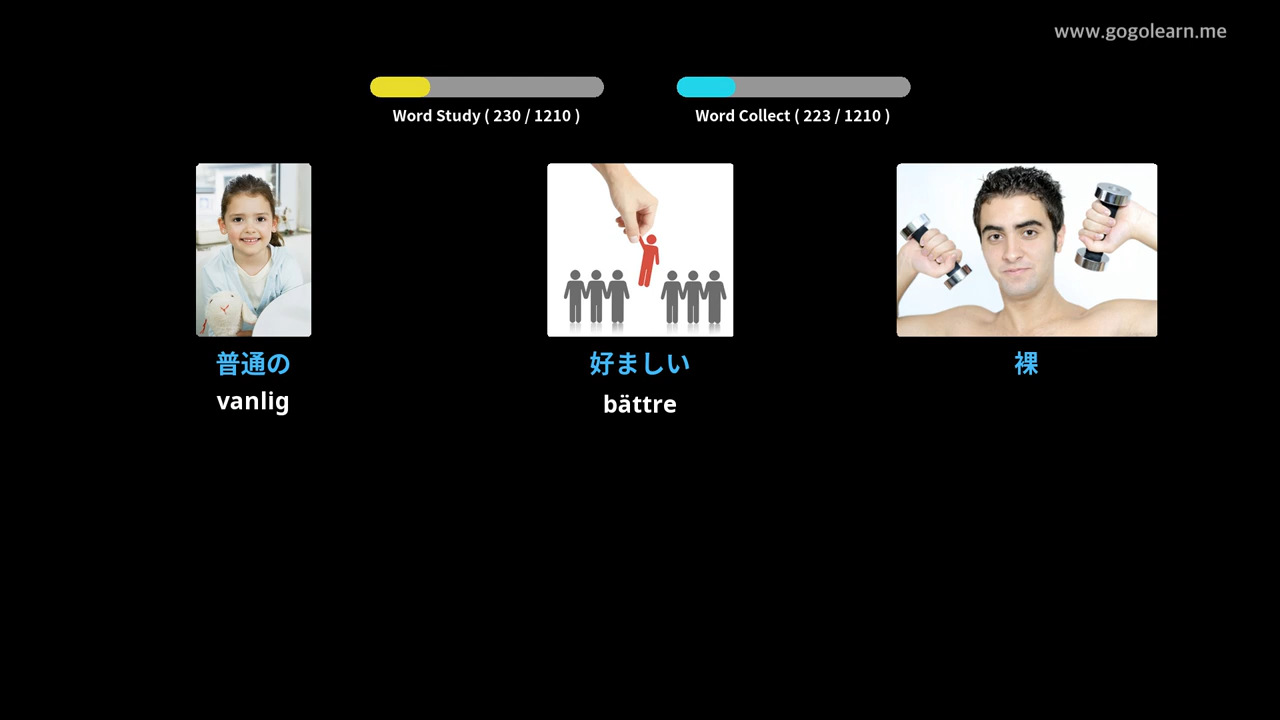 www.gogolearn.me
Word Study ( 230 / 1210 )
Word Collect ( 223 / 1210 )
普通の
vanlig
好ましい
bättre
裸